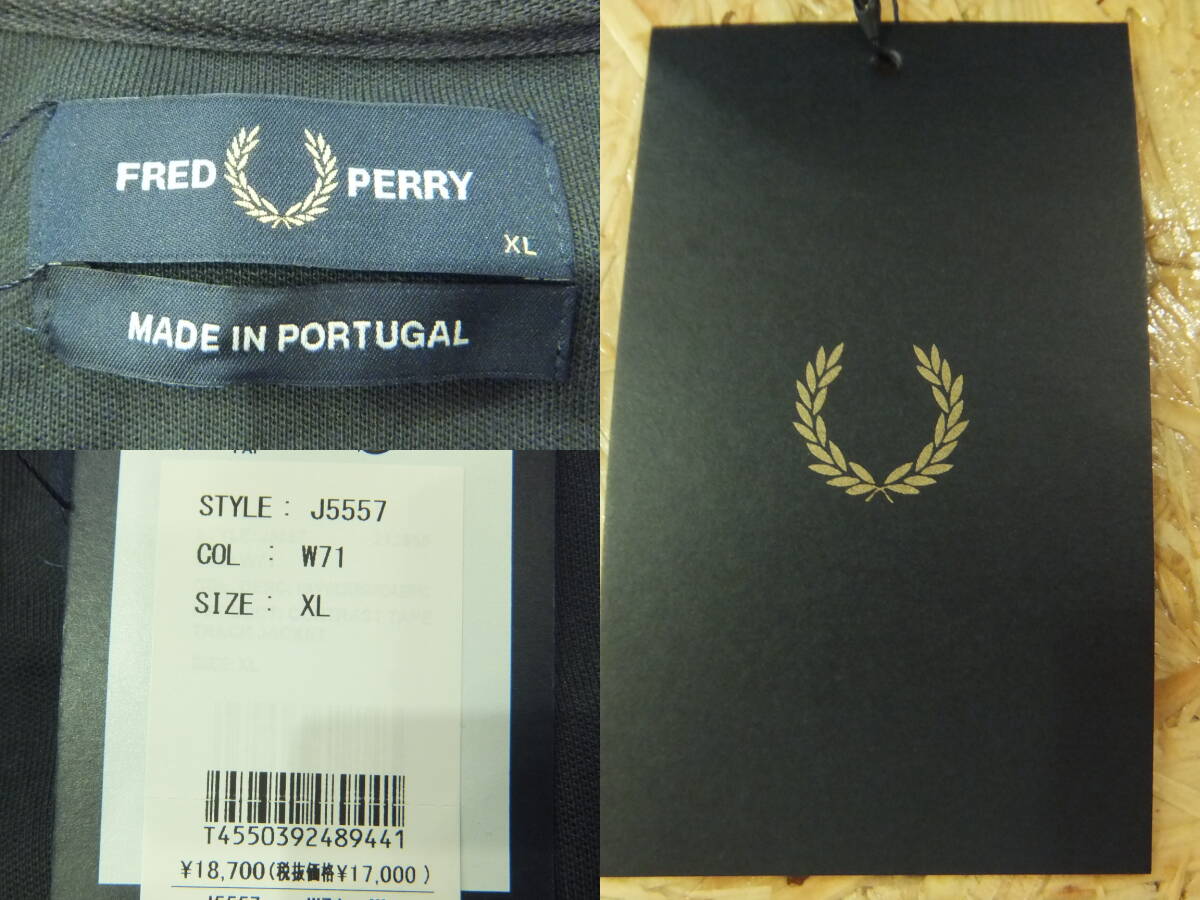 FRED PERRY
XL
MADE IN PORTUGAL
STYLE : J5557
COL : W71
SIZE : XL
T4550392489441
¥18,700(税抜価格¥17,000 )
J5557